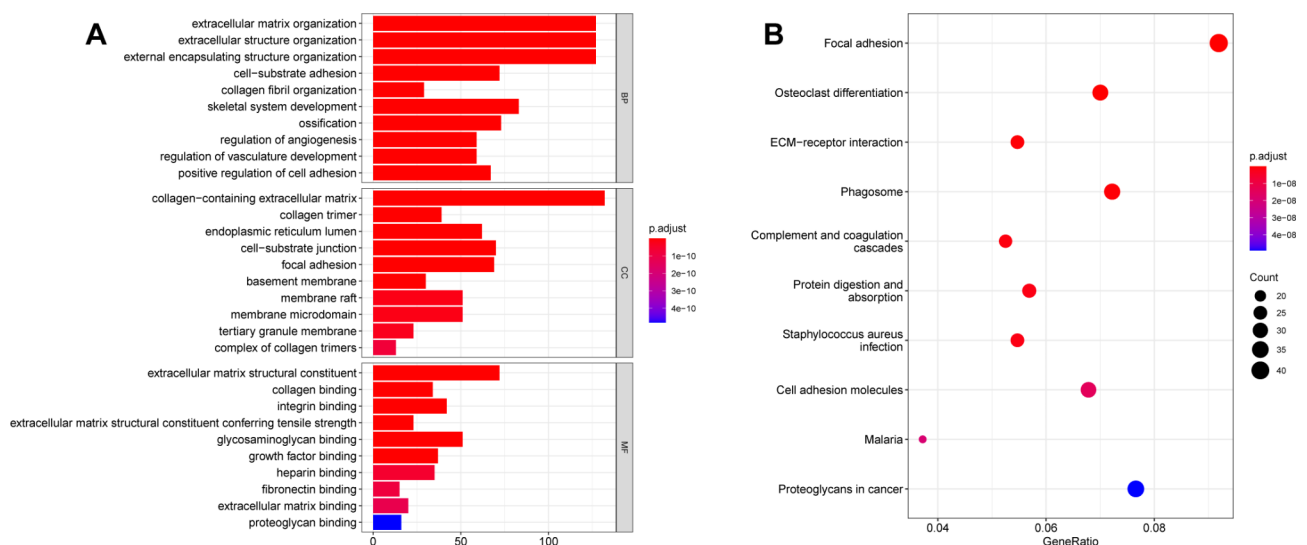 A
extracellular matrix organization
extracellular structure organization
external encapsulating structure organization
cell−substrate adhesion
collagen fibril organization
skeletal system development
ossification
regulation of angiogenesis
regulation of vasculature development
positive regulation of cell adhesion
BP
collagen−containing extracellular matrix
collagen trimer
endoplasmic reticulum lumen
cell−substrate junction
focal adhesion
basement membrane
membrane raft
membrane microdomain
tertiary granule membrane
complex of collagen trimers
CC
extracellular matrix structural constituent
collagen binding
integrin binding
extracellular matrix structural constituent conferring tensile strength
glycosaminoglycan binding
growth factor binding
heparin binding
fibronectin binding
extracellular matrix binding
proteoglycan binding
MF
0 50 100
p.adjust
1e−10
2e−10
3e−10
4e−10
B
Focal adhesion
Osteoclast differentiation
ECM−receptor interaction
Phagosome
Complement and coagulation
cascades
Protein digestion and
absorption
Staphylococcus aureus
infection
Cell adhesion molecules
Malaria
Proteoglycans in cancer
0.04 0.06 0.08
GeneRatio
p.adjust
1e−08
2e−08
3e−08
4e−08
Count
20
25
30
35
40